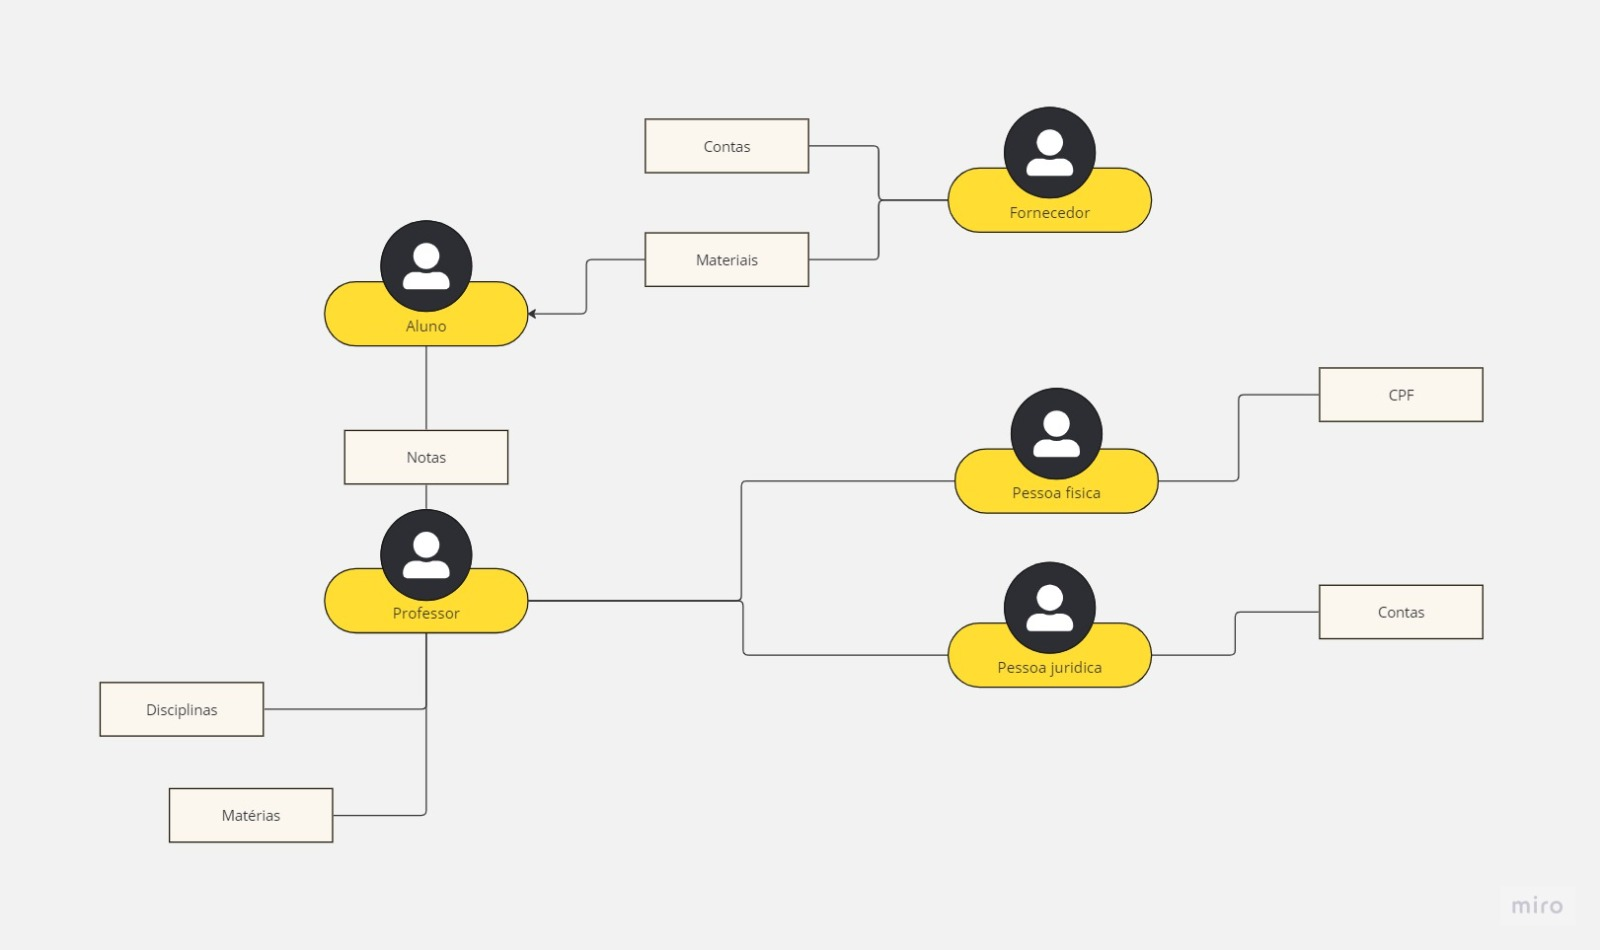 Contas
Fornecedor
Materiais
Aluno
CPF
Notas
Pessoa fisica
Professor
Contas
Pessoa juridica
Disciplinas
Matérias
miro